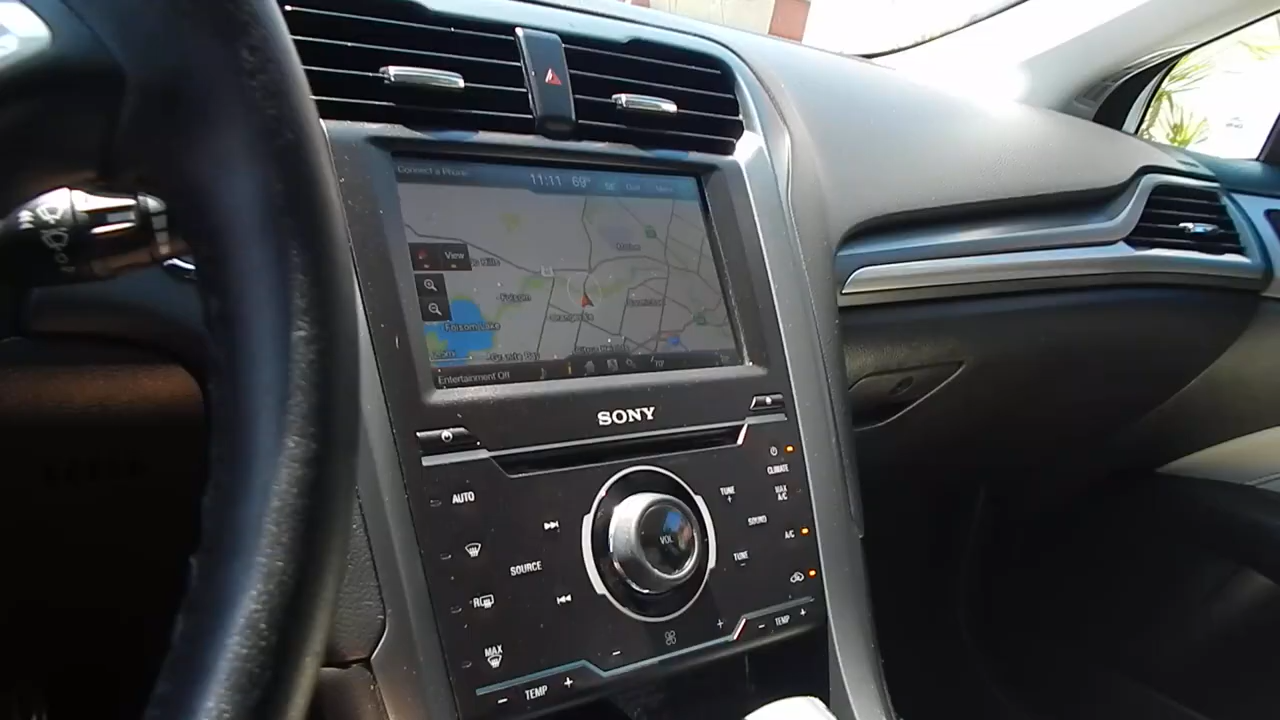 Connect a Phone
11:11 69°
View
Folsom
Orangevale
Folsom Lake
Entertainment Off
SONY
AUTO
CLIMATE
TUNE
+
MAX
A/C
SOUND
VOL
A/C
SOURCE
TUNE
-
R
MAX
- TEMP +
- +
- TEMP +